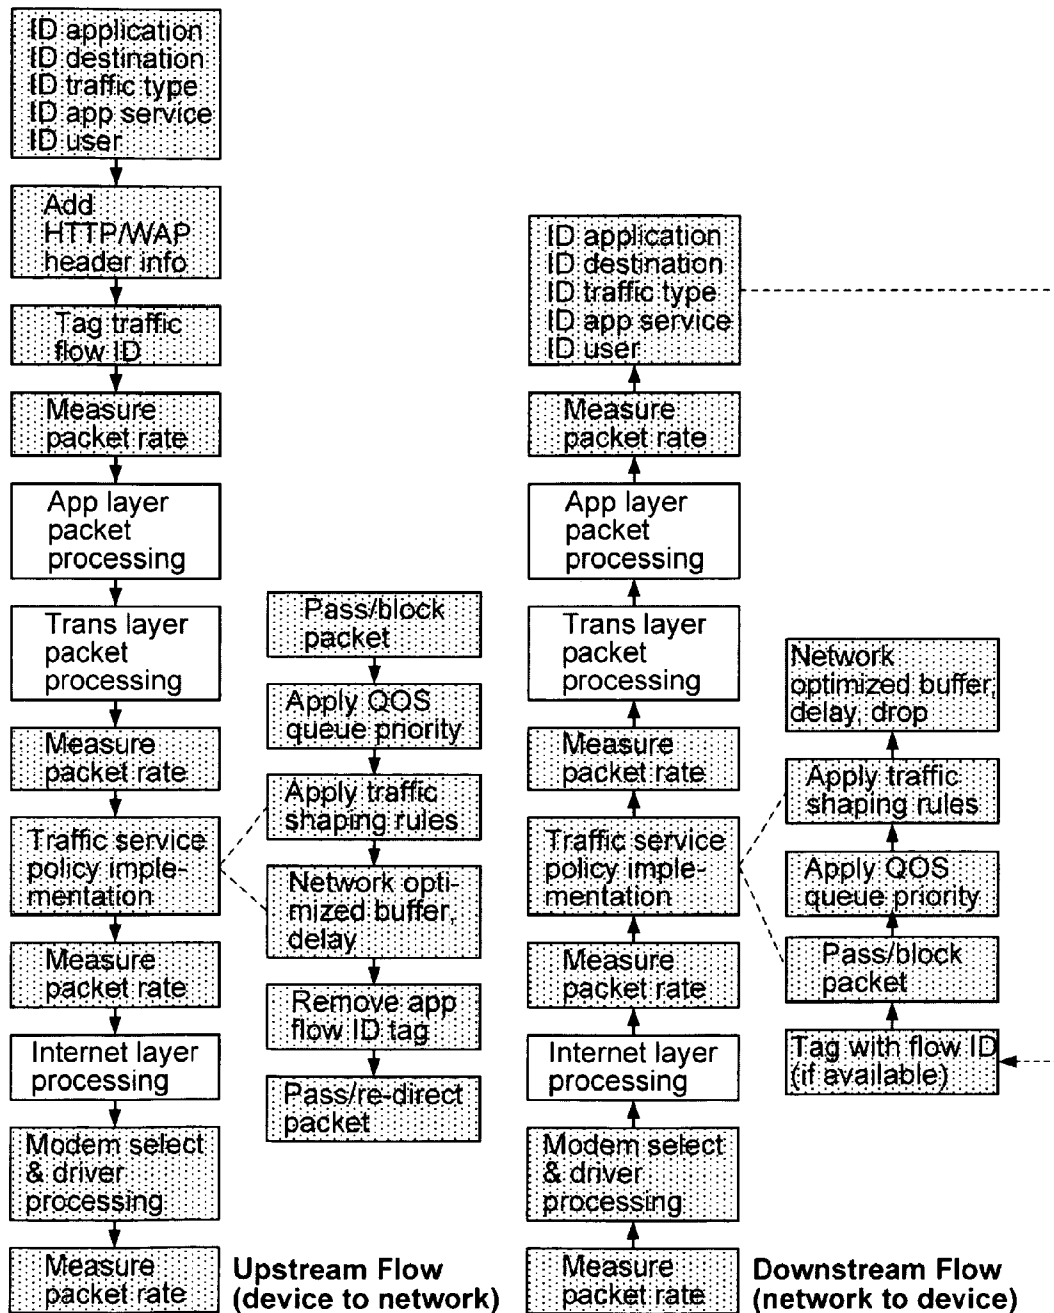 ID application
ID destination
ID traffic type
ID app service
ID user
Add
HTTP/WAP
header info
Tag traffic
flow ID
Measure
packet rate
App layer
packet
processing
Trans layer
packet
processing
Measure
packet rate
Traffic service
policy imple-
mentation
Measure
packet rate
Internet layer
processing
Modem select
& driver
processing
Measure
packet rate
Pass/block
packet
Apply QOS
queue priority
Apply traffic
shaping rules
Network opti-
mized buffer,
delay
Remove app
flow ID tag
Pass/re-direct
packet
Upstream Flow
(device to network)
ID application
ID destination
ID traffic type
ID app service
ID user
Measure
packet rate
App layer
packet
processing
Trans layer
packet
processing
Measure
packet rate
Traffic service
policy imple-
mentation
Measure
packet rate
Internet layer
processing
Modem select
& driver
processing
Measure
packet rate
Network
optimized buffer,
delay, drop
Apply traffic
shaping rules
Apply QOS
queue priority
Pass/block
packet
Tag with flow ID
(if available)
Downstream Flow
(network to device)